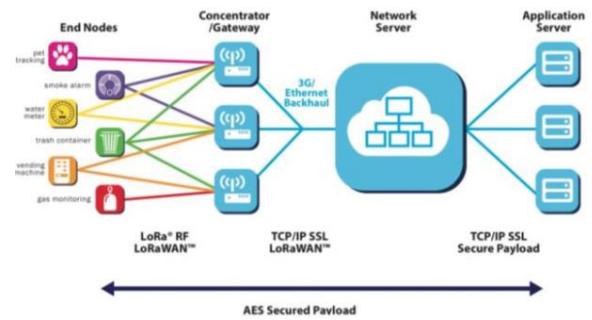 End Nodes
Concentrator
/Gateway
Network
Server
Application
Server
pet
tracking
smoke alarm
water
meter
trash container
vending
machine
gas monitoring
3G/
Ethernet
Backhaul
LoRa® RF
LoRaWAN™
TCP/IP SSL
LoRaWAN™
TCP/IP SSL
Secure Payload
AES Secured Payload